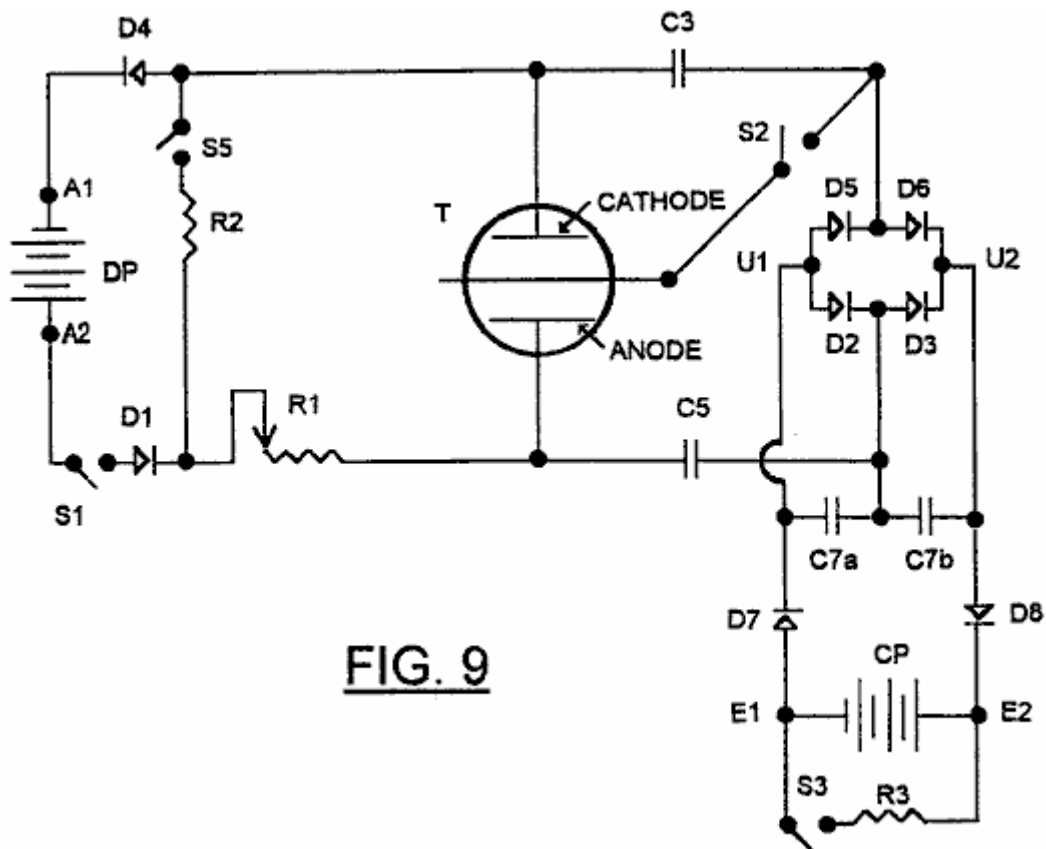 D4
C3
S5
S2
A1
R2
T
CATHODE
D5
D6
DP
U1
U2
A2
ANODE
D2
D3
D1
R1
C5
S1
C7a
C7b
D7
D8
FIG. 9
CP
E1
E2
S3
R3